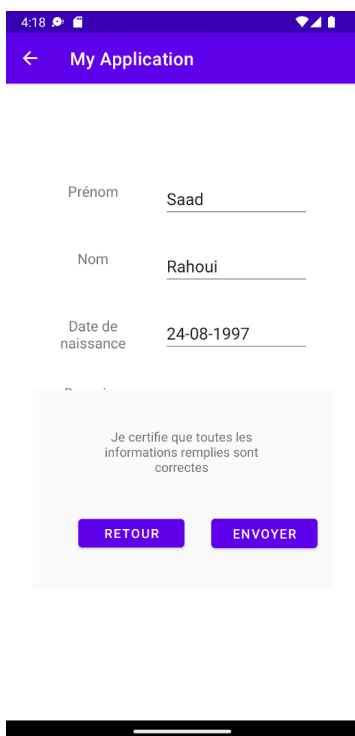 4:18
My Application
Prénom
Saad
Nom
Rahoui
Date de
naissance
24-08-1997
Je certifie que toutes les
informations remplies sont
correctes
RETOUR
ENVOYER